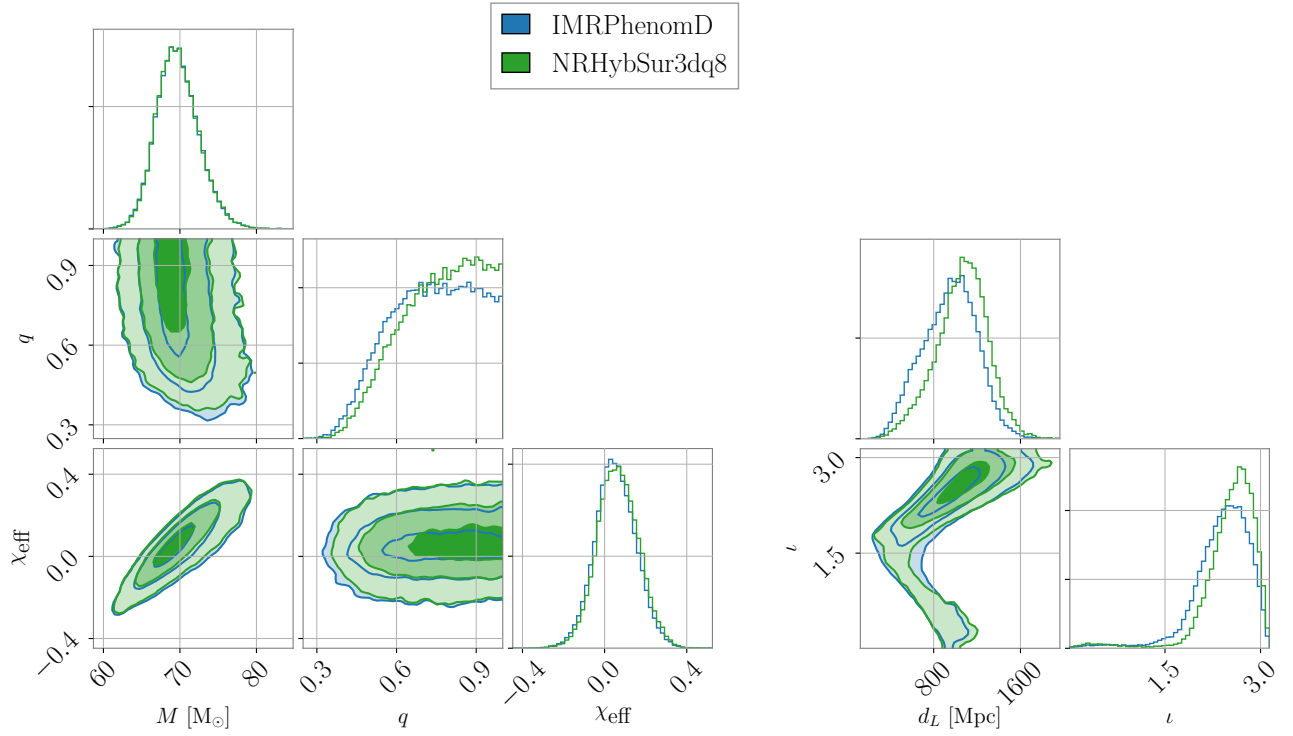 IMRPhenomD
NRHybSur3dq8
0.9
0.6
0.3
q
0.4
0.0
−0.4
χeff
3.0
1.5
ι
60 70 80
0.3 0.6 0.9
−0.4 0.0 0.4
800 1600
1.5 3.0
M [M⊙]
q
χeff
dL [Mpc]
ι